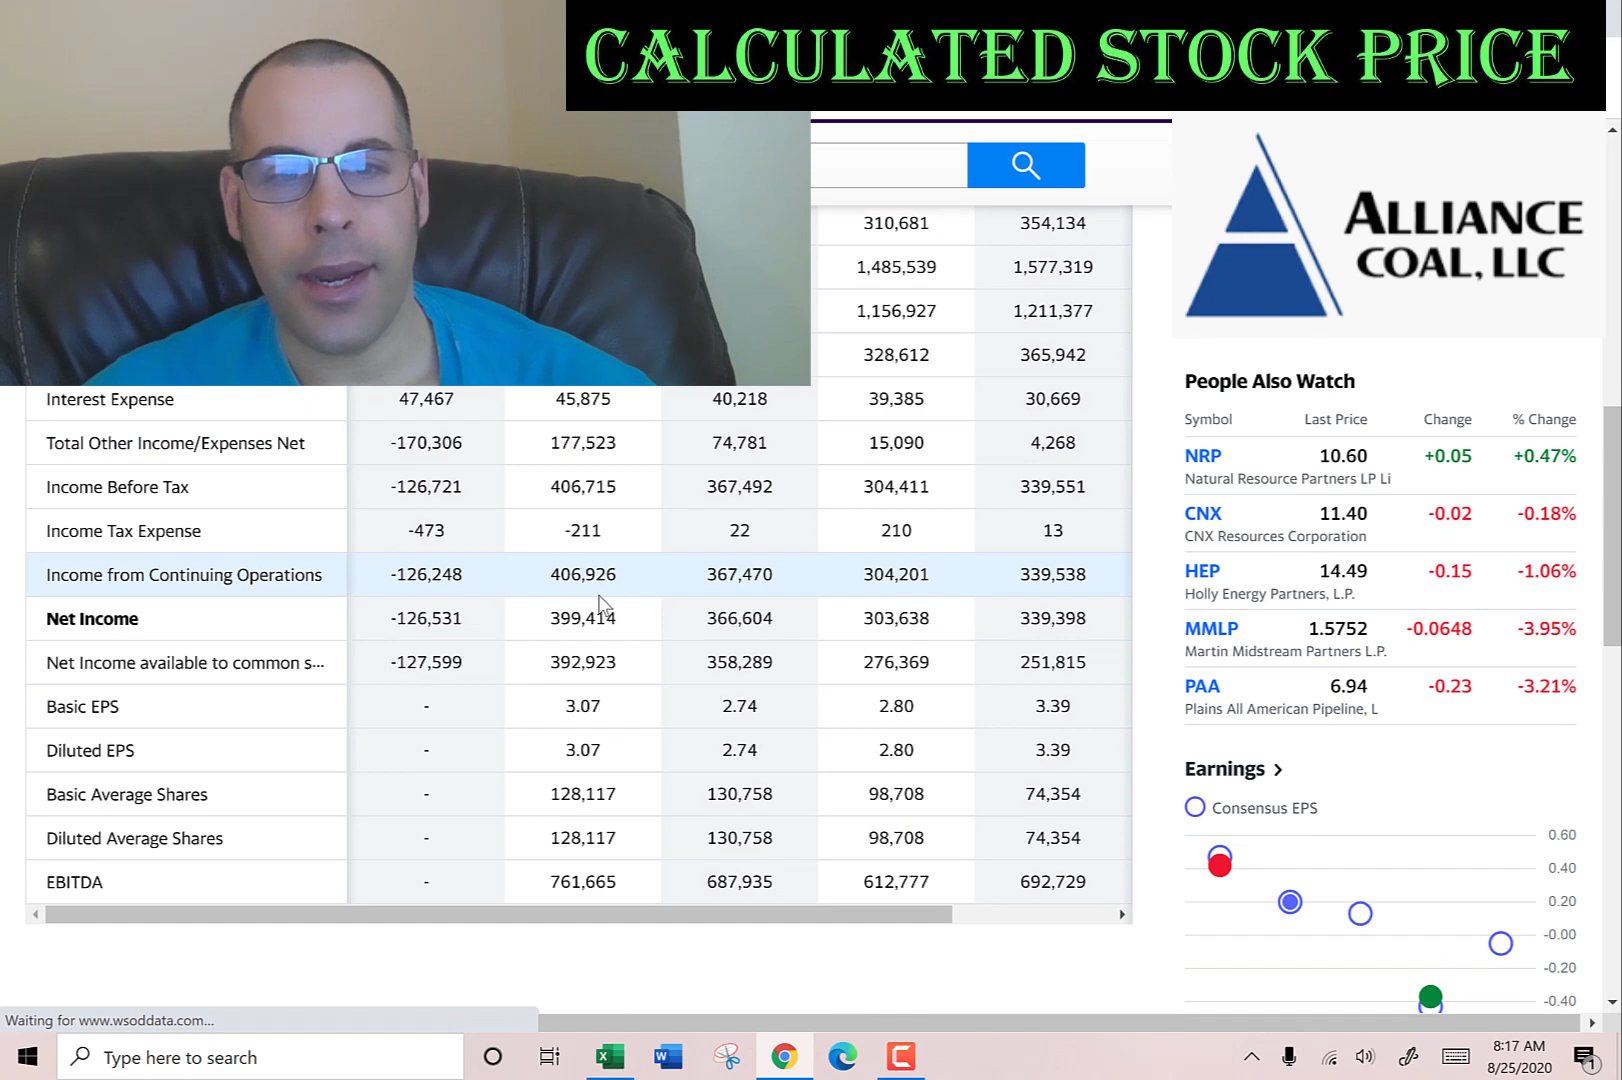 CALCULATED STOCK PRICE
ALLIANCE
COAL, LLC
310,681 354,134
1,485,539 1,577,319
1,156,927 1,211,377
328,612 365,942
Interest Expense 47,467 45,875 40,218 39,385 30,669
Total Other Income/Expenses Net -170,306 177,523 74,781 15,090 4,268
Income Before Tax -126,721 406,715 367,492 304,411 339,551
Income Tax Expense -473 -211 22 210 13
Income from Continuing Operations -126,248 406,926 367,470 304,201 339,538
Net Income -126,531 399,414 366,604 303,638 339,398
Net Income available to common s... -127,599 392,923 358,289 276,369 251,815
Basic EPS - 3.07 2.74 2.80 3.39
Diluted EPS - 3.07 2.74 2.80 3.39
Basic Average Shares - 128,117 130,758 98,708 74,354
Diluted Average Shares - 128,117 130,758 98,708 74,354
EBITDA - 761,665 687,935 612,777 692,729
People Also Watch
Symbol Last Price Change % Change
NRP 10.60 +0.05 +0.47%
Natural Resource Partners LP Li
CNX 11.40 -0.02 -0.18%
CNX Resources Corporation
HEP 14.49 -0.15 -1.06%
Holly Energy Partners, L.P.
MMLP 1.5752 -0.0648 -3.95%
Martin Midstream Partners L.P.
PAA 6.94 -0.23 -3.21%
Plains All American Pipeline, L
Earnings
Consensus EPS
0.60
0.40
0.20
-0.00
-0.20
-0.40
Waiting for www.wsoddata.com...
Type here to search
8:17 AM
8/25/2020
1